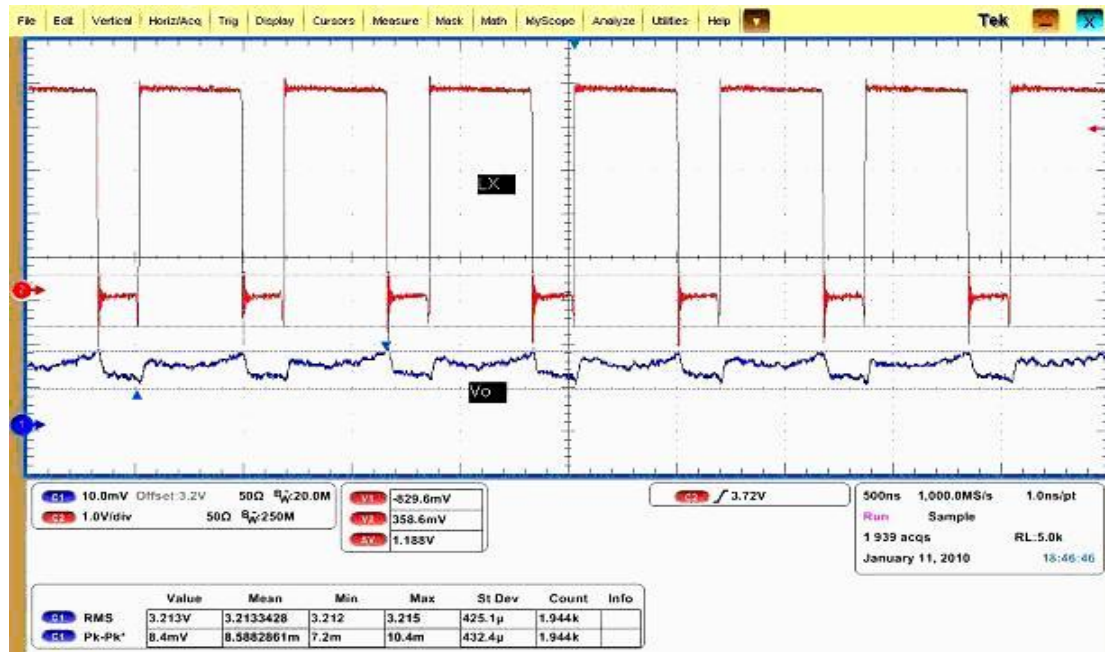 File Edit Vertical Horiz/Acq Trig Display Cursors Measure Mask Math MyScope Analyze Utilities Help Tek X
LX
2
Vo
1
C1 10.0mV Offset:3.2V 50Ω BW:20.0M
C2 1.0V/div 50Ω BW:250M
V1 -829.6mV
V2 358.6mV
ΔV 1.188V
C2 3.72V
500ns 1,000.0MS/s 1.0ns/pt
Run Sample
1 939 acqs RL:5.0k
January 11, 2010 18:46:46
Value Mean Min Max St Dev Count Info
C1 RMS 3.213V 3.2133428 3.212 3.215 425.1µ 1.944k
C1 Pk-Pk* 8.4mV 8.5882861m 7.2m 10.4m 432.4µ 1.944k